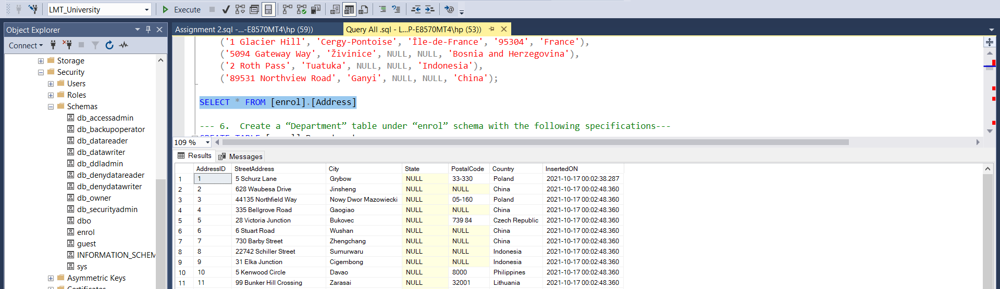 LMT_University Execute
Object Explorer
Connect
Storage
Security
Users
Roles
Schemas
db_accessadmin
db_backupoperator
db_datareader
db_datawriter
db_ddladmin
db_denydatareader
db_denydatawriter
db_owner
db_securityadmin
dbo
enrol
guest
INFORMATION_SCHEM
sys
Asymmetric Keys
Certificates
Assignment 2.sql -...-E8570MT4\hp (59)) Query All .sql - L...P-E8570MT4\hp (53))
('1 Glacier Hill', 'Cergy-Pontoise', 'Île-de-France', '95304', 'France'),
('5094 Gateway Way', 'Živinice', NULL, NULL, 'Bosnia and Herzegovina'),
('2 Roth Pass', 'Tuatuka', NULL, NULL, 'Indonesia'),
('89531 Northview Road', 'Ganyi', NULL, NULL, 'China');
SELECT * FROM [enrol].[Address]
--- 6. Create a “Department” table under “enrol” schema with the following specifications---
109 %
Results Messages
AddressID StreetAddress City State PostalCode Country InsertedON
1 1 5 Schurz Lane Grybow NULL 33-330 Poland 2021-10-17 00:02:38.287
2 2 628 Waubesa Drive Jinsheng NULL NULL China 2021-10-17 00:02:48.360
3 3 44135 Northfield Way Nowy Dwor Mazowiecki NULL 05-160 Poland 2021-10-17 00:02:48.360
4 4 335 Bellgrove Road Gaogiao NULL NULL China 2021-10-17 00:02:48.360
5 5 28 Victoria Junction Bukovec NULL 739 84 Czech Republic 2021-10-17 00:02:48.360
6 6 6 Stuart Road Wushan NULL NULL China 2021-10-17 00:02:48.360
7 7 730 Barby Street Zhengchang NULL NULL China 2021-10-17 00:02:48.360
8 8 22742 Schiller Street Sumurwaru NULL NULL Indonesia 2021-10-17 00:02:48.360
9 9 31 Elka Junction Cigembong NULL NULL Indonesia 2021-10-17 00:02:48.360
10 10 5 Kenwood Circle Davao NULL 8000 Philippines 2021-10-17 00:02:48.360
11 11 99 Bunker Hill Crossing Zarasai NULL 32001 Lithuania 2021-10-17 00:02:48.360